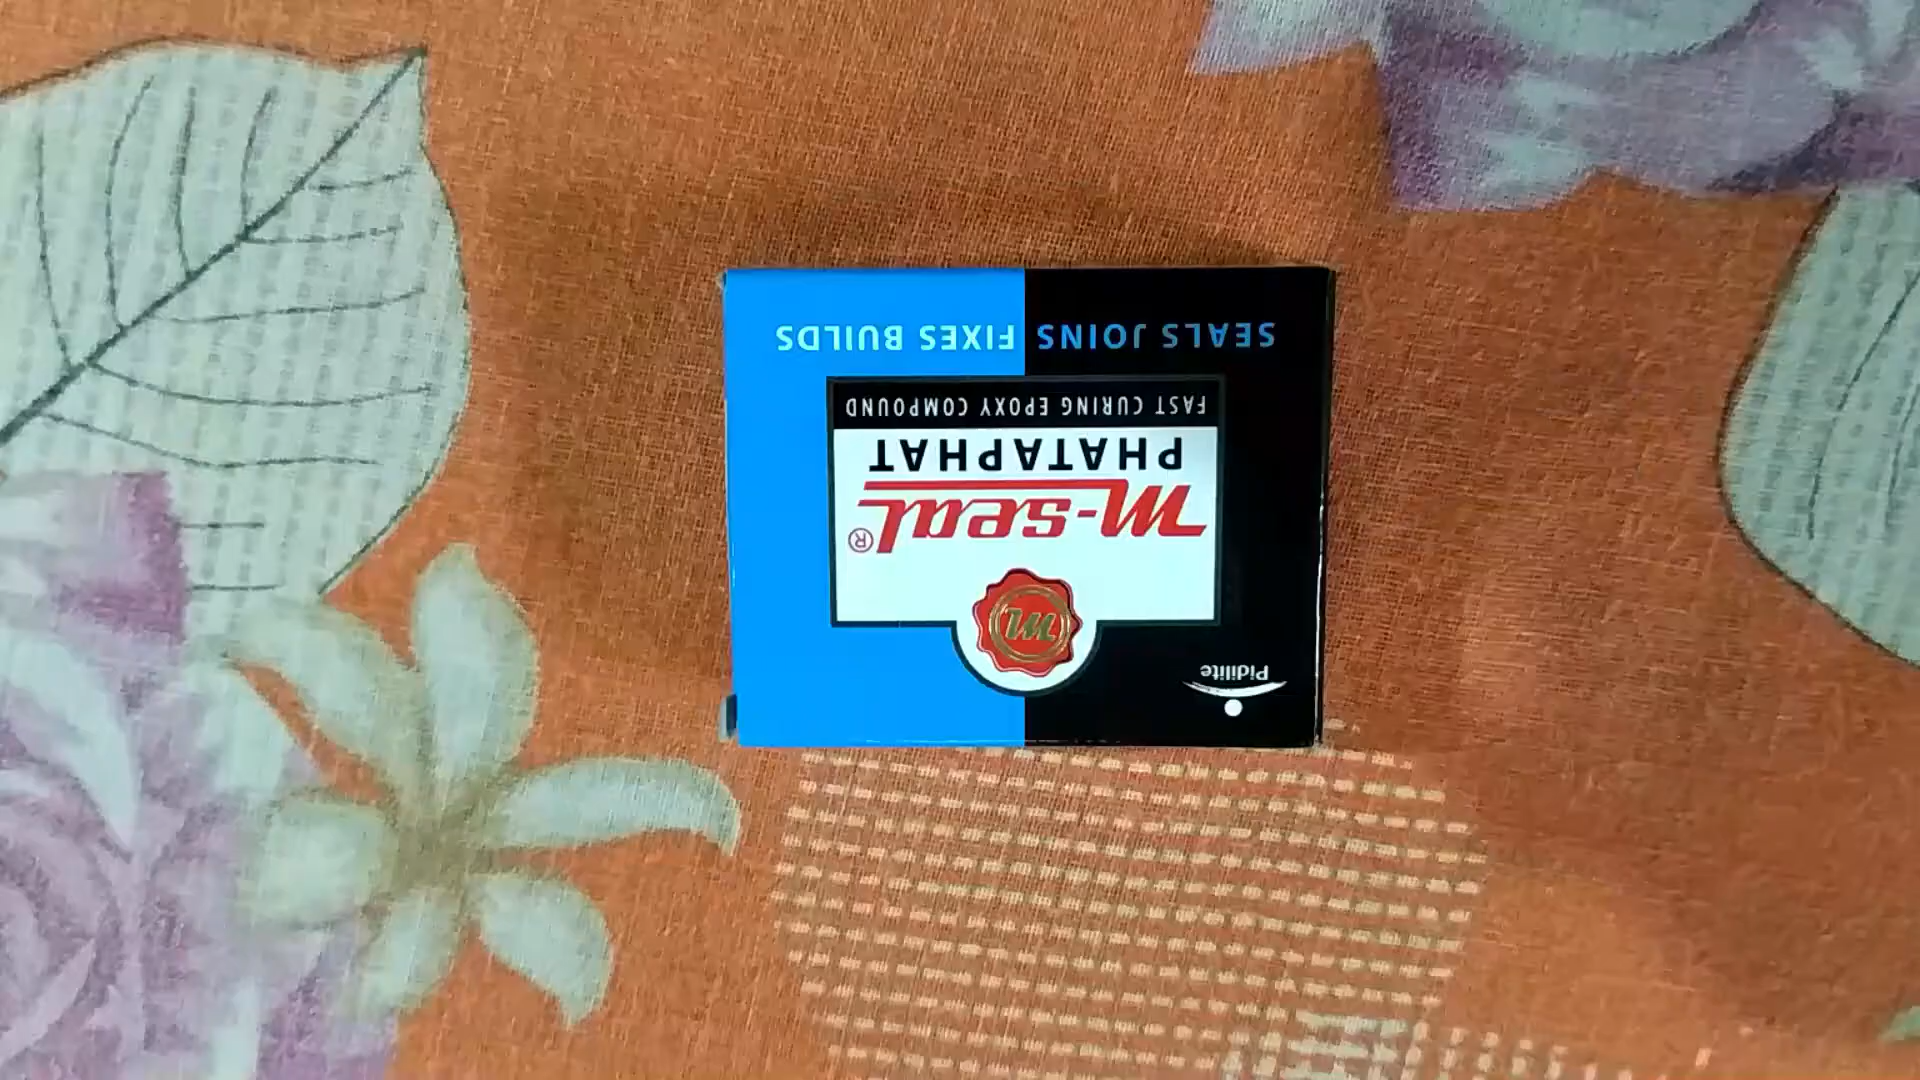 Pidilite
m
m-seal®
PHATAPHAT
FAST CURING EPOXY COMPOUND
SEALS JOINS FIXES BUILDS